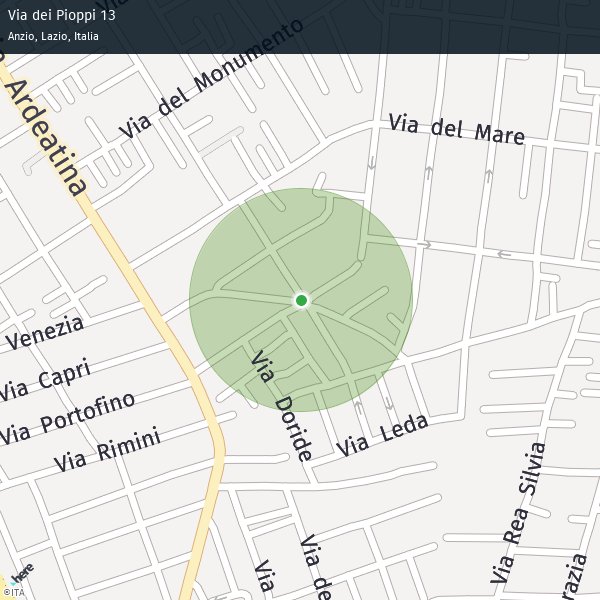 Via dei Pioppi 13
Anzio, Lazio, Italia
Ardeatina
Via del Monumento
Via del Mare
Venezia
Via Capri
Via Portofino
Via Rimini
Via Doride
Via Leda
Via Rea Silvia
Via
Via de
razia
here
©ITA